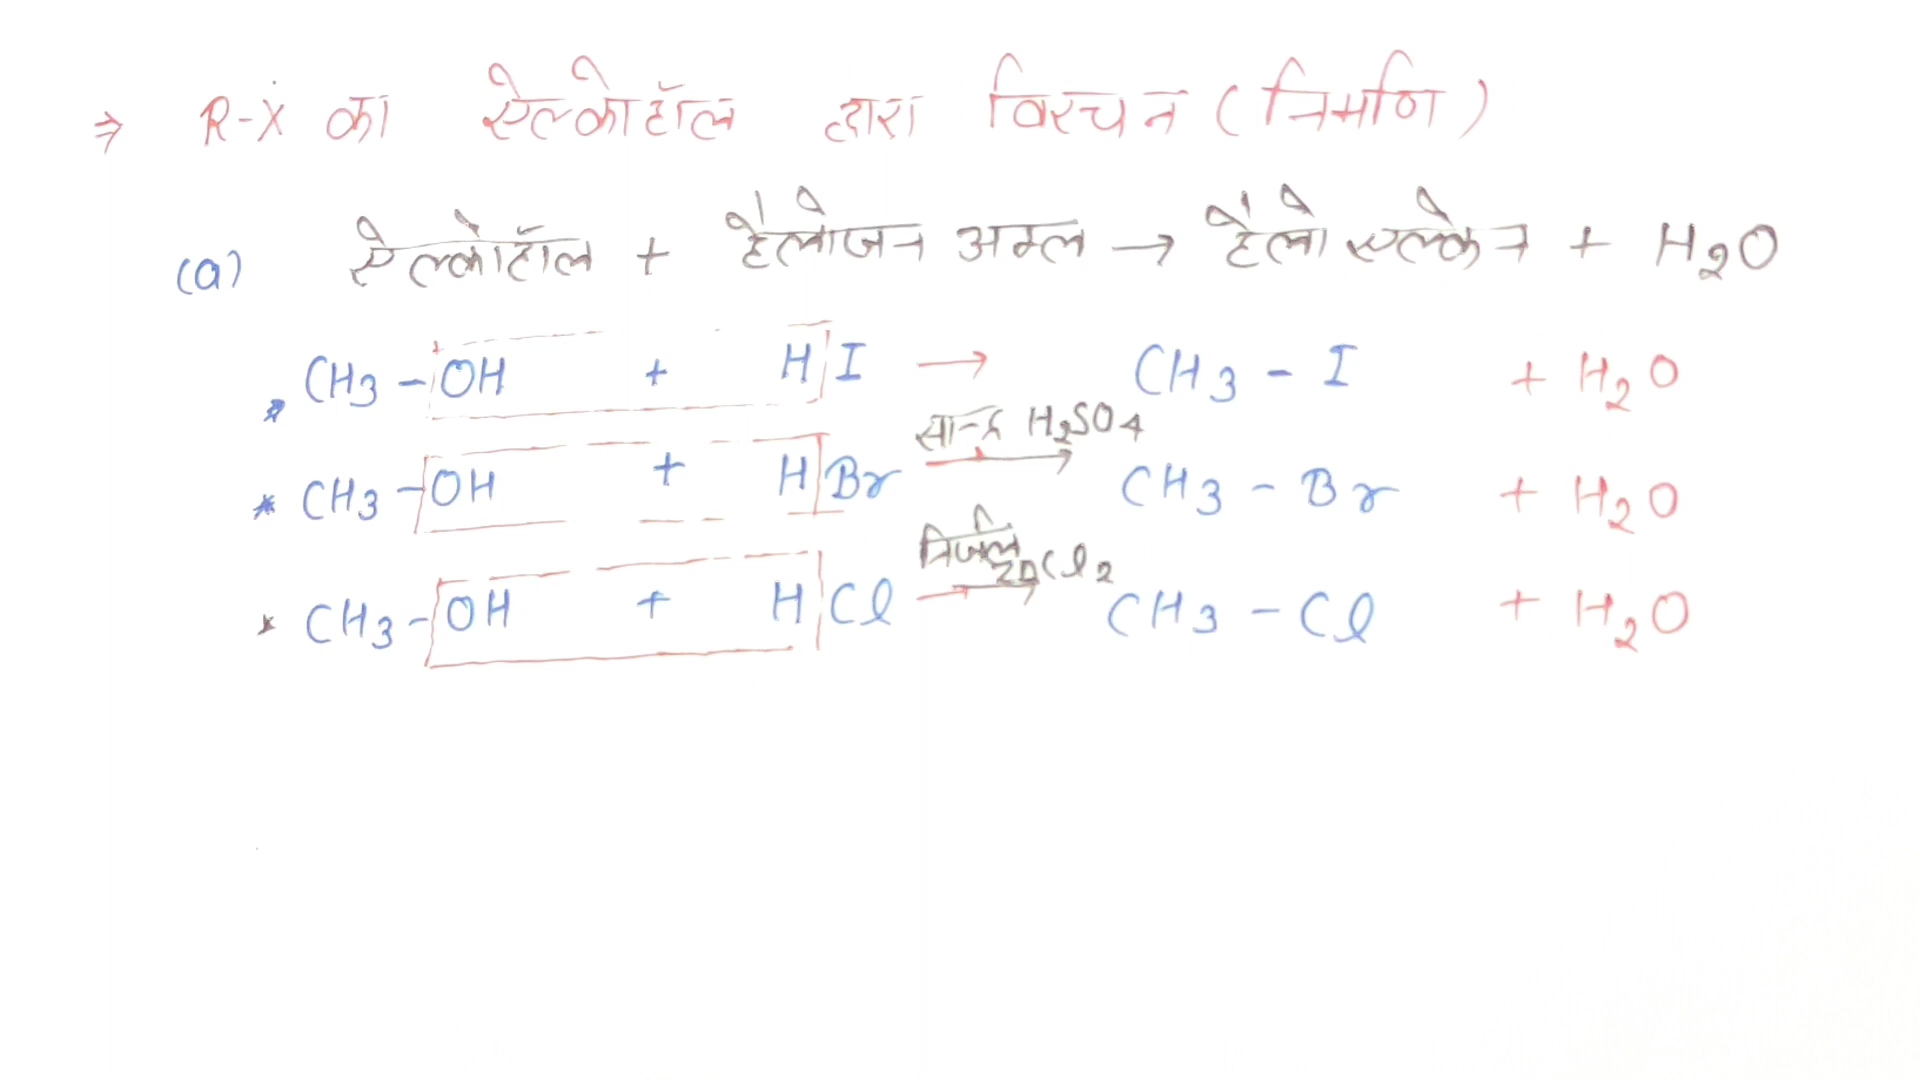 ⇒ R-X का ऐल्कोहॉल द्वारा विरचन (निर्माण)
(a) ऐल्कोहॉल + हैलोजन अम्ल → हैलो एल्केन + H2O
* CH3-OH + HI → CH3-I + H2O
सान्द्र H2SO4
* CH3-OH + HBr → CH3-Br + H2O
निर्जल ZnCl2
* CH3-OH + HCl → CH3-Cl + H2O